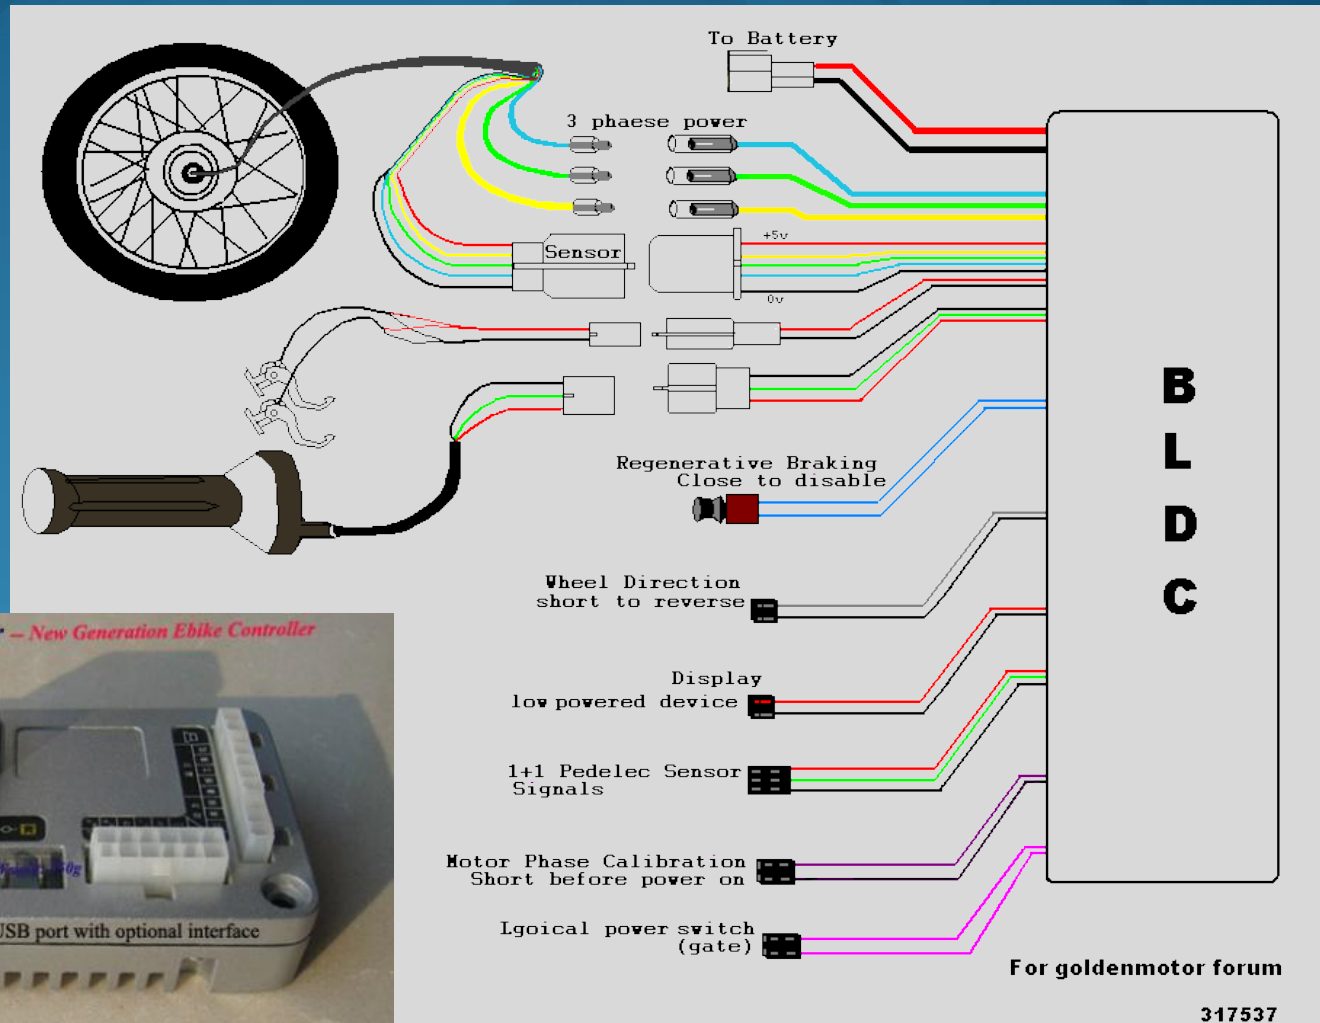 To Battery
3 phaese power
Sensor
+5v
0v
B
L
D
C
Regenerative Braking
Close to disable
Wheel Direction
short to reverse
Display
low powered device
1+1 Pedelec Sensor
Signals
Motor Phase Calibration
Short before power on
Lgoical power switch
(gate)
For goldenmotor forum
317537
– New Generation Ebike Controller
USB port with optional interface